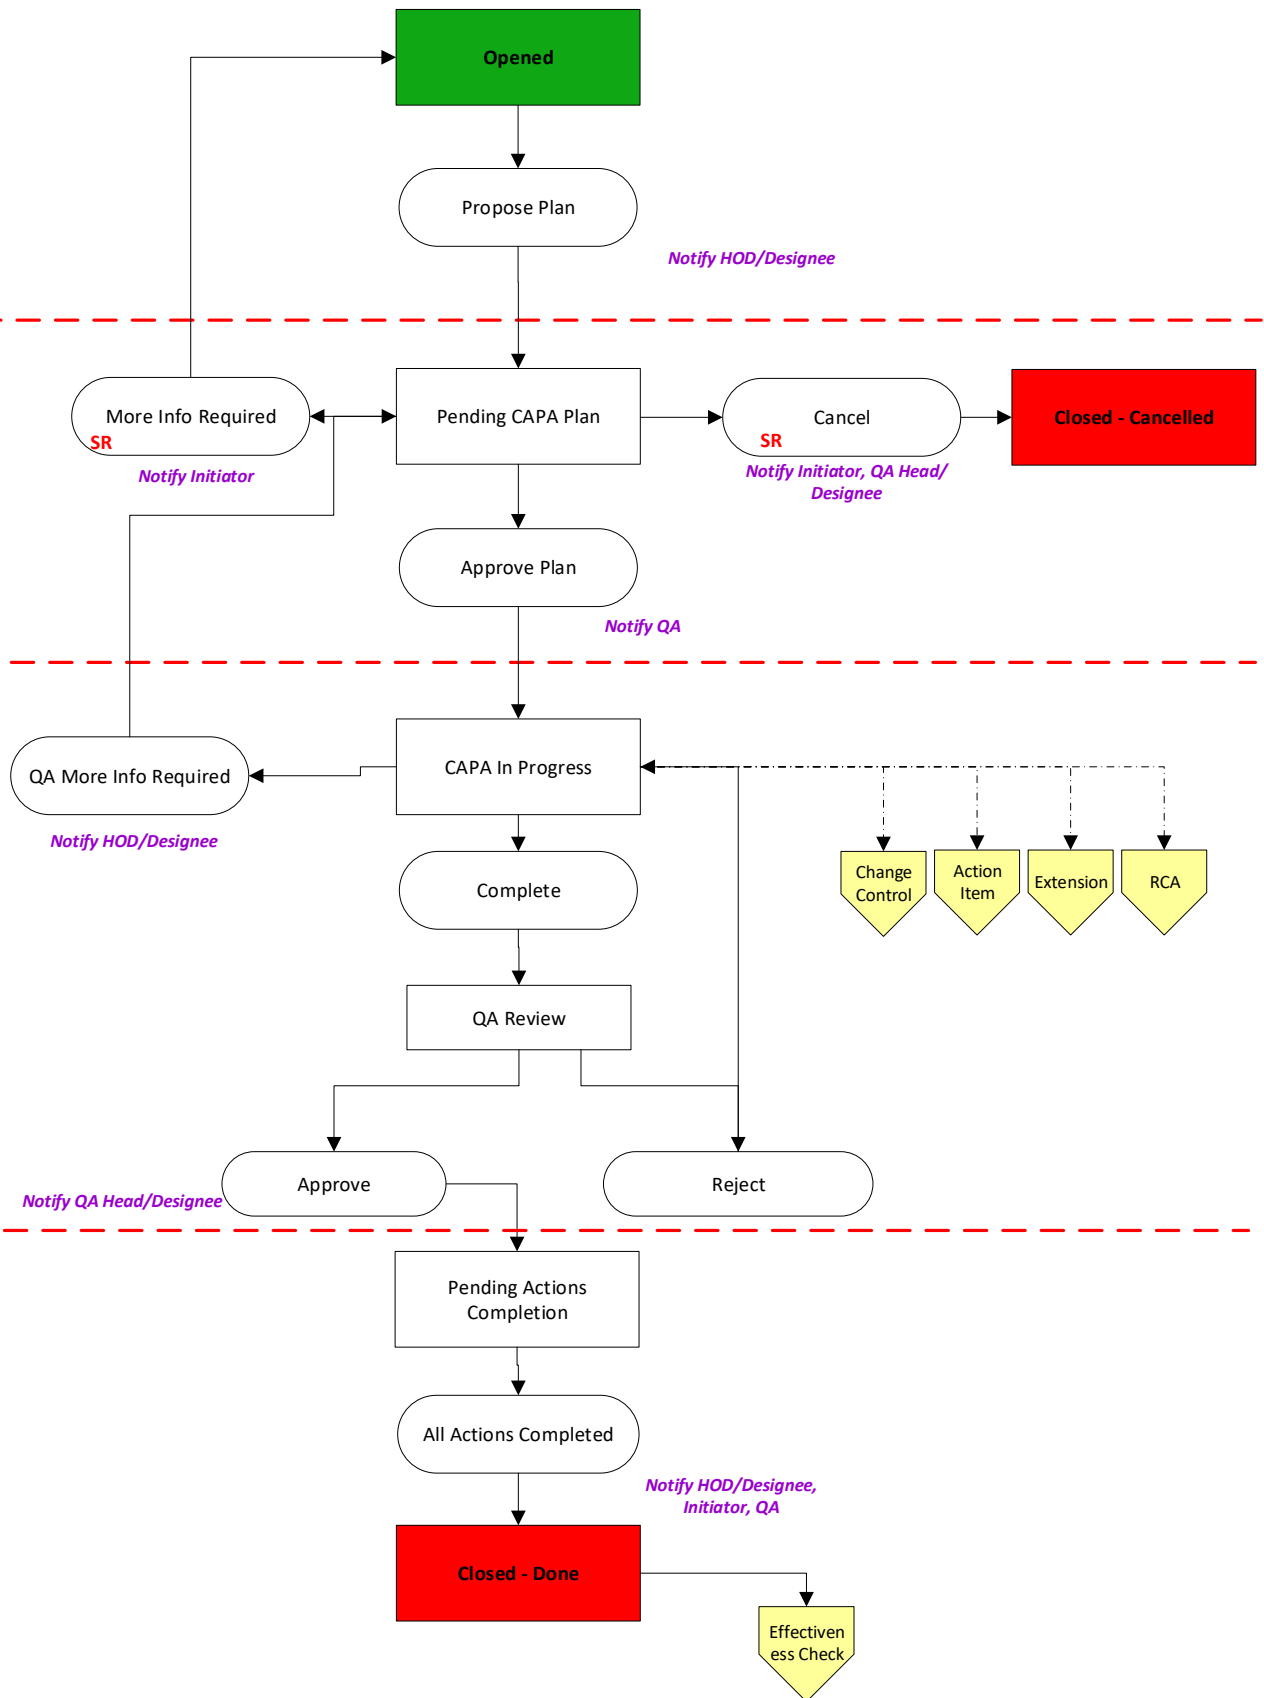 Opened
Propose Plan
Notify HOD/Designee
More Info Required
SR
Notify Initiator
Pending CAPA Plan
Cancel
SR
Notify Initiator, QA Head/
Designee
Closed - Cancelled
Approve Plan
Notify QA
QA More Info Required
Notify HOD/Designee
CAPA In Progress
Change
Control
Action
Item
Extension
RCA
Complete
QA Review
Approve
Reject
Notify QA Head/Designee
Pending Actions
Completion
All Actions Completed
Notify HOD/Designee,
Initiator, QA
Closed - Done
Effectiven
ess Check